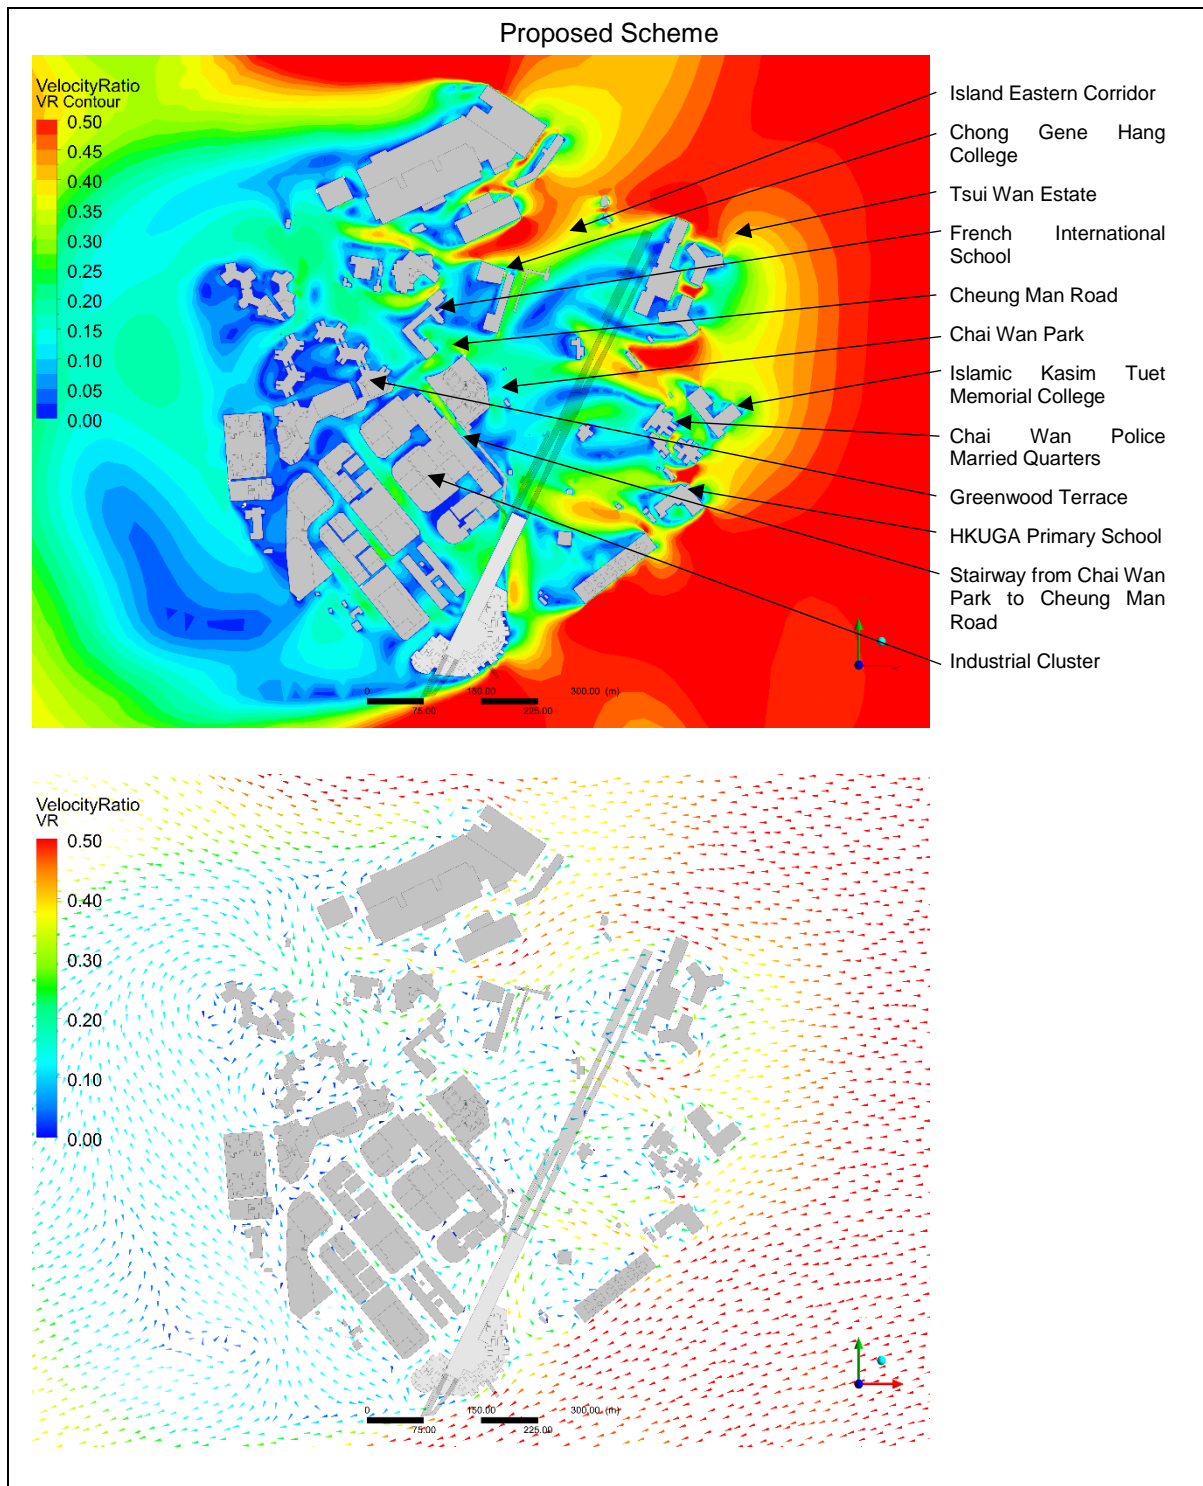 Proposed Scheme
VelocityRatio
VR Contour
0.50
0.45
0.40
0.35
0.30
0.25
0.20
0.15
0.10
0.05
0.00
Island Eastern Corridor
Chong Gene Hang
College
Tsui Wan Estate
French International
School
Cheung Man Road
Chai Wan Park
Islamic Kasim Tuet
Memorial College
Chai Wan Police
Married Quarters
Greenwood Terrace
HKUGA Primary School
Stairway from Chai Wan
Park to Cheung Man
Road
Industrial Cluster
0 150.00 300.00 (m)
75.00 225.00
VelocityRatio
VR
0.50
0.40
0.30
0.20
0.10
0.00
0 150.00 300.00 (m)
75.00 225.00